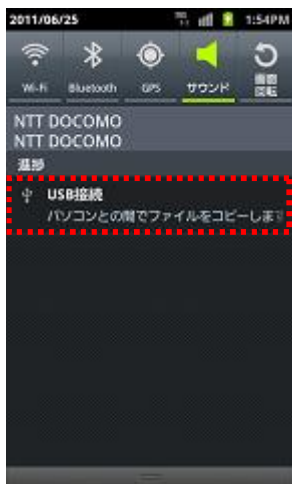 2011/06/25 1:54PM
Wi-Fi Bluetooth GPS サウンド 画面
回転
NTT DOCOMO
NTT DOCOMO
進捗
USB接続
パソコンとの間でファイルをコピーします